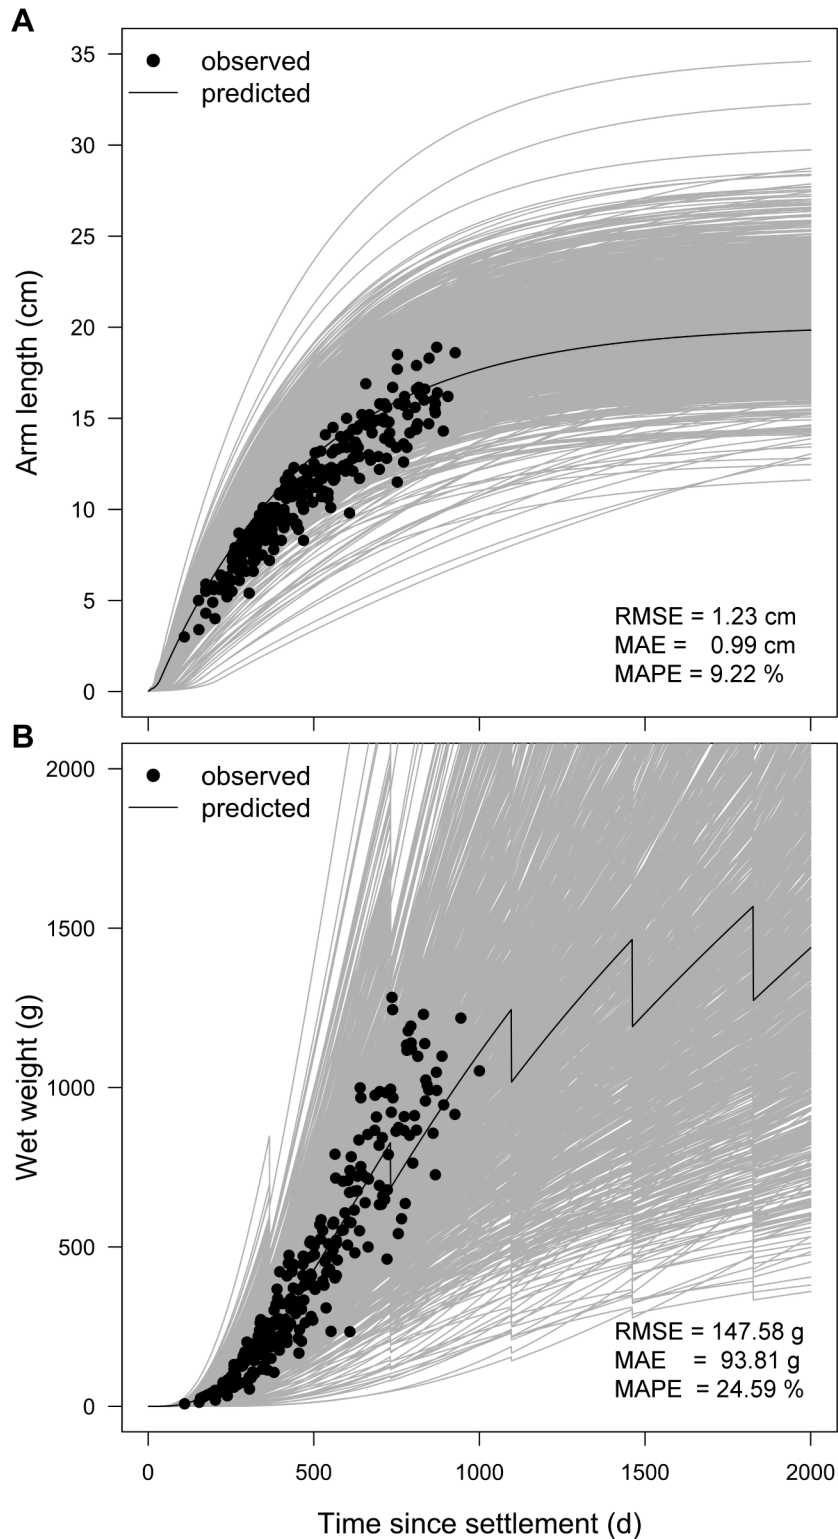 A
observed
predicted
35
30
25
20
15
10
5
0
Arm length (cm)
RMSE = 1.23 cm
MAE = 0.99 cm
MAPE = 9.22 %
B
observed
predicted
2000
1500
1000
500
0
Wet weight (g)
RMSE = 147.58 g
MAE = 93.81 g
MAPE = 24.59 %
0 500 1000 1500 2000
Time since settlement (d)